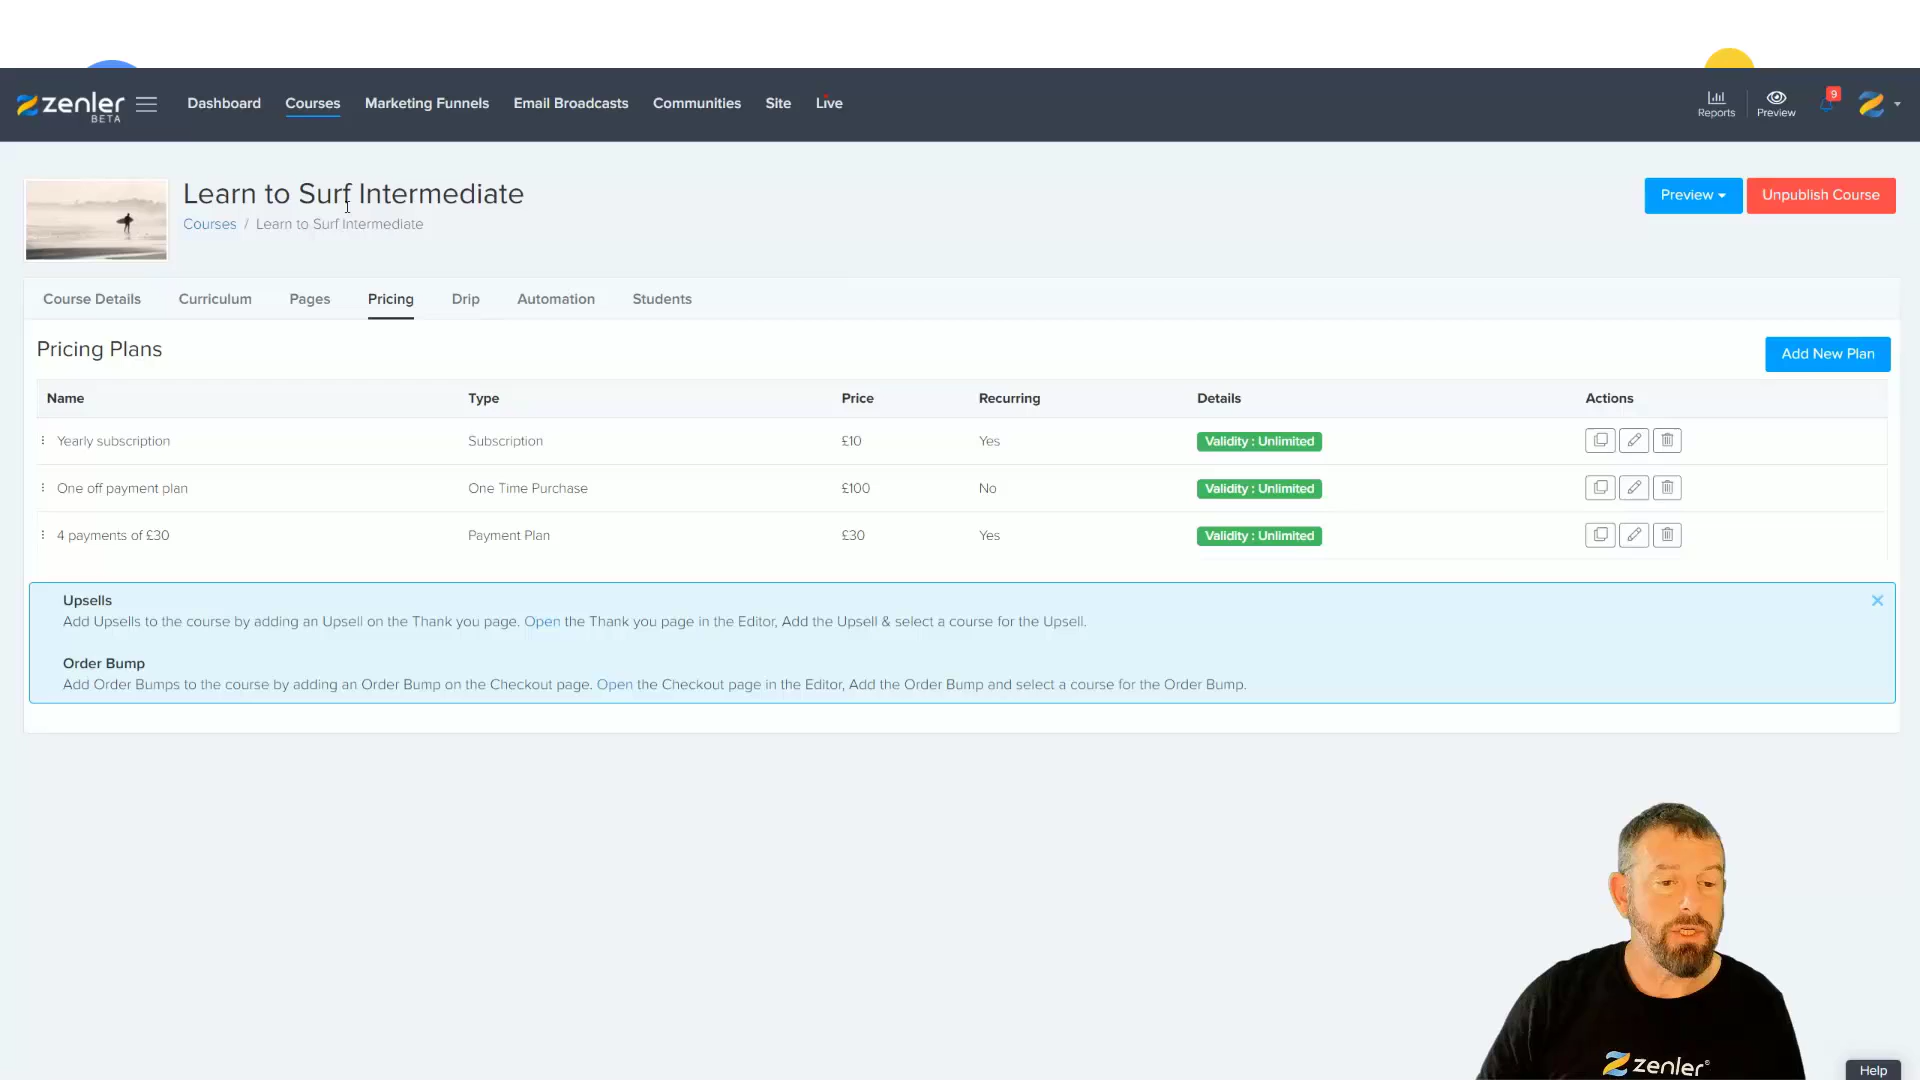 zenler
BETA
Dashboard
Courses
Marketing Funnels
Email Broadcasts
Communities
Site
Live
Reports
Preview
9
Learn to Surf Intermediate
Courses / Learn to Surf Intermediate
Preview
Unpublish Course
Course Details
Curriculum
Pages
Pricing
Drip
Automation
Students
Pricing Plans
Add New Plan
Name Type Price Recurring Details Actions
Yearly subscription Subscription £10 Yes Validity : Unlimited
One off payment plan One Time Purchase £100 No Validity : Unlimited
4 payments of £30 Payment Plan £30 Yes Validity : Unlimited
Upsells
Add Upsells to the course by adding an Upsell on the Thank you page. Open the Thank you page in the Editor, Add the Upsell & select a course for the Upsell.
Order Bump
Add Order Bumps to the course by adding an Order Bump on the Checkout page. Open the Checkout page in the Editor, Add the Order Bump and select a course for the Order Bump.
zenler®
Help